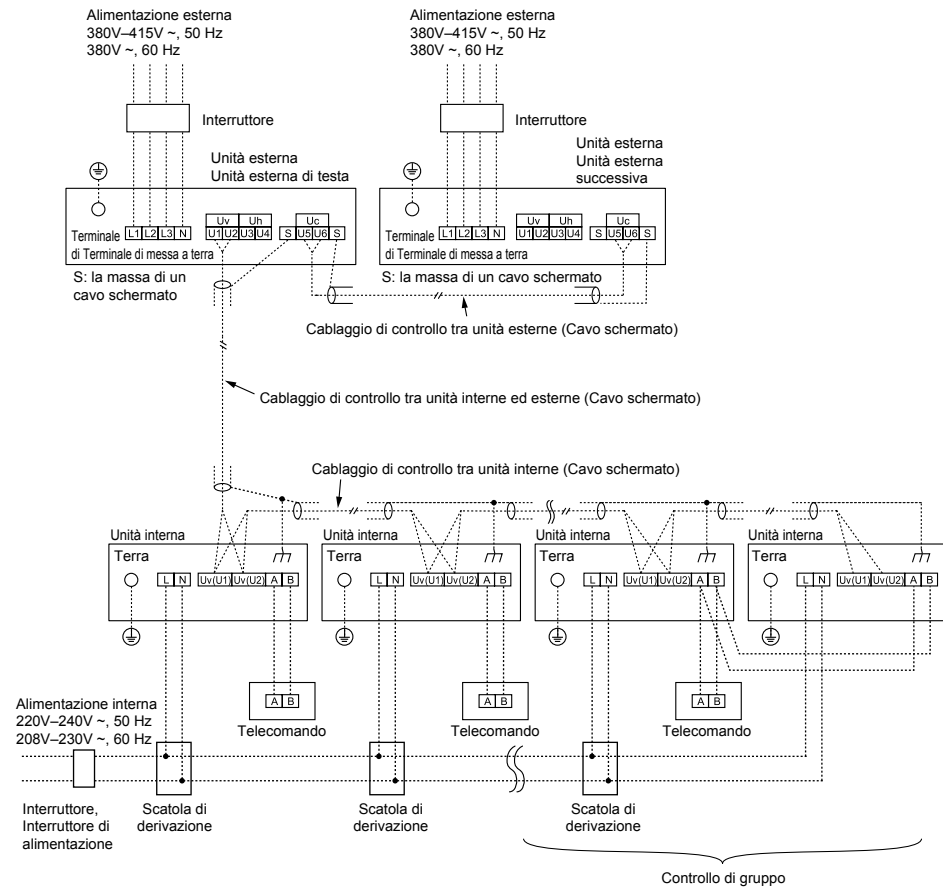 Alimentazione esterna
380V–415V ~, 50 Hz
380V ~, 60 Hz
Alimentazione esterna
380V–415V ~, 50 Hz
380V ~, 60 Hz
Interruttore
Interruttore
Unità esterna
Unità esterna di testa
Unità esterna
Unità esterna
successiva
Uv Uh Uc
Terminale L1 L2 L3 N U1 U2 U3 U4 S U5 U6 S
di Terminale di messa a terra
Uv Uh Uc
Terminale L1 L2 L3 N U1 U2 U3 U4 S U5 U6 S
di Terminale di messa a terra
S: la massa di un
cavo schermato
S: la massa di un cavo schermato
Cablaggio di controllo tra unità esterne (Cavo schermato)
Cablaggio di controllo tra unità interne ed esterne (Cavo schermato)
Cablaggio di controllo tra unità interne (Cavo schermato)
Unità interna
Terra
L N Uv(U1) Uv(U2) A B
Unità interna
Terra
L N Uv(U1) Uv(U2) A B
Unità interna
Terra
L N Uv(U1) Uv(U2) A B
Unità interna
Terra
L N Uv(U1) Uv(U2) A B
A B
Telecomando
A B
Telecomando
A B
Telecomando
Alimentazione interna
220V–240V ~, 50 Hz
208V–230V ~, 60 Hz
Interruttore,
Interruttore di
alimentazione
Scatola di
derivazione
Scatola di
derivazione
Scatola di
derivazione
Controllo di gruppo